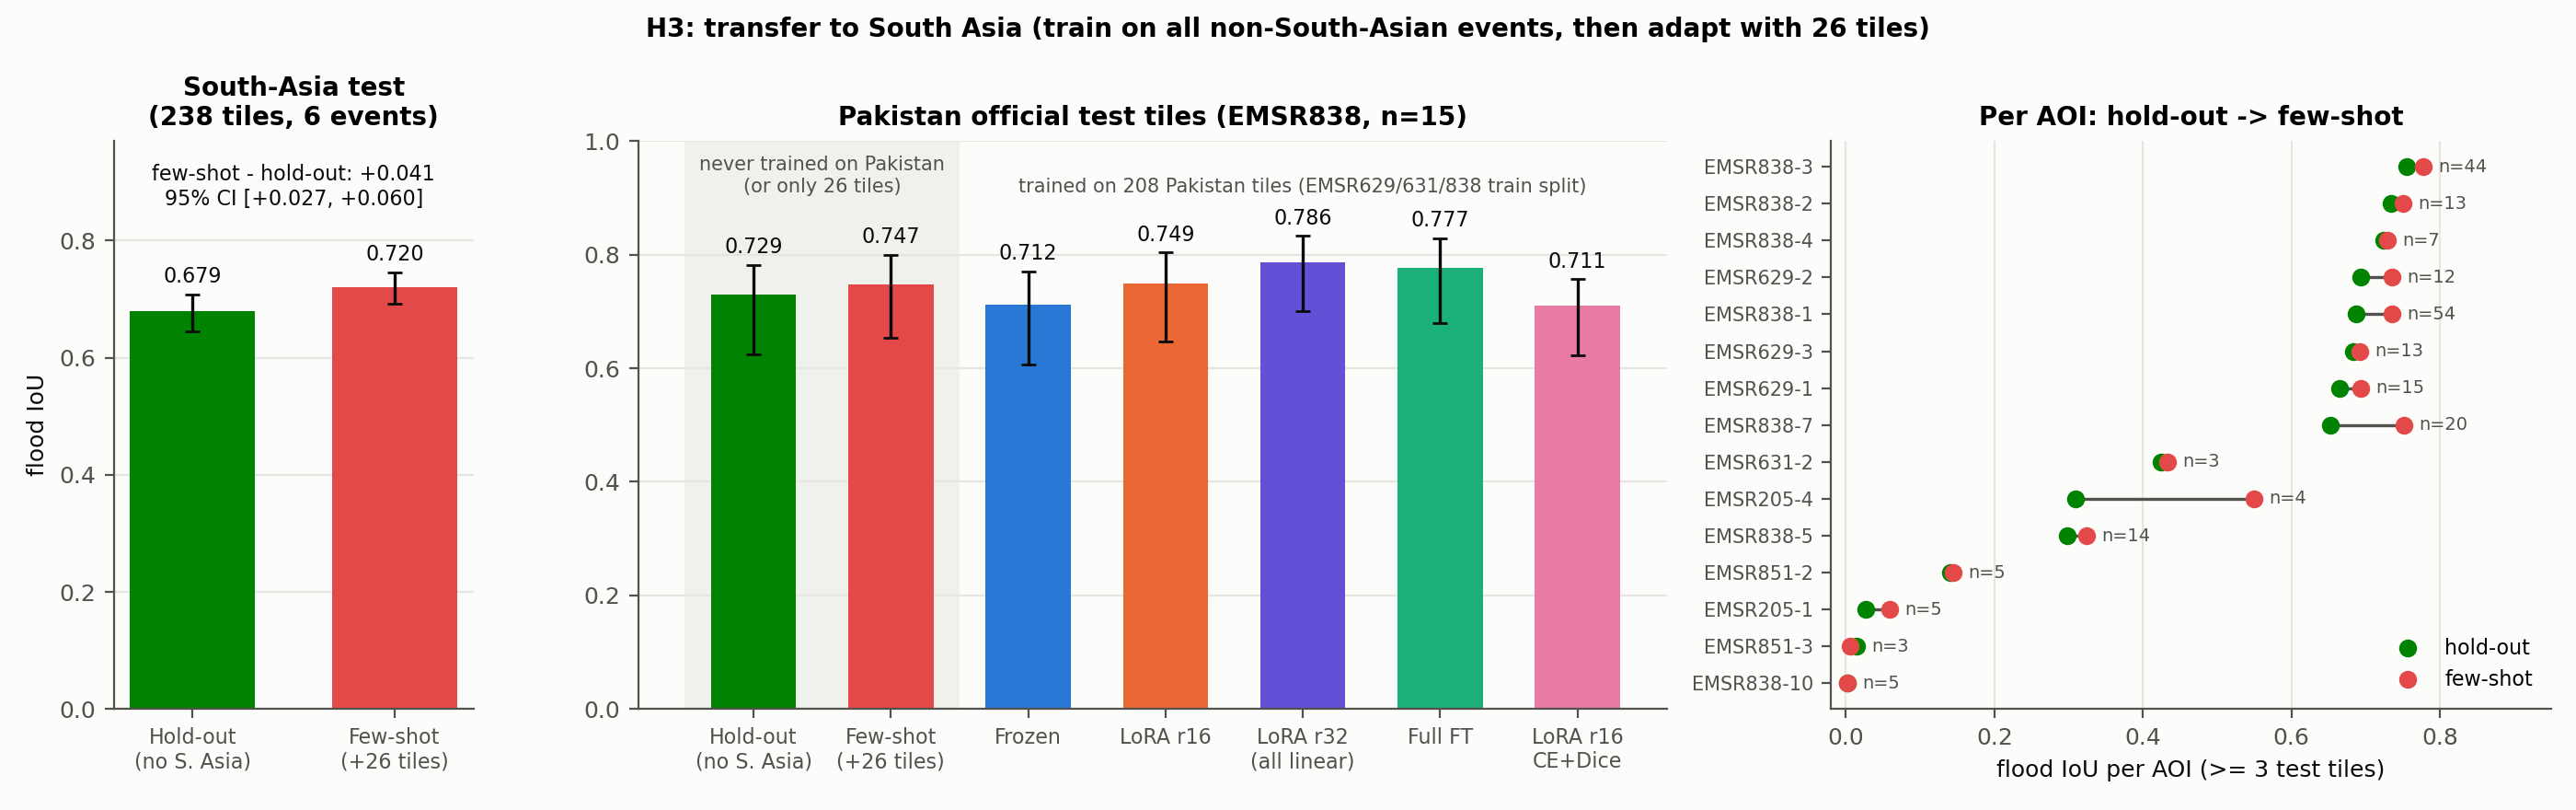 H3: transfer to South Asia (train on all non-South-Asian events, then adapt with 26 tiles)
South-Asia test
(238 tiles, 6 events)
few-shot - hold-out: +0.041
95% CI [+0.027, +0.060]
0.679
0.720
flood IoU
0.8
0.6
0.4
0.2
0.0
Hold-out
(no S. Asia)
Few-shot
(+26 tiles)
Pakistan official test tiles (EMSR838, n=15)
never trained on Pakistan
(or only 26 tiles)
trained on 208 Pakistan tiles (EMSR629/631/838 train split)
0.729
0.747
0.712
0.749
0.786
0.777
0.711
1.0
0.8
0.6
0.4
0.2
0.0
Hold-out
(no S. Asia)
Few-shot
(+26 tiles)
Frozen
LoRA r16
LoRA r32
(all linear)
Full FT
LoRA r16
CE+Dice
Per AOI: hold-out -> few-shot
EMSR838-3 n=44
EMSR838-2 n=13
EMSR838-4 n=7
EMSR629-2 n=12
EMSR838-1 n=54
EMSR629-3 n=13
EMSR629-1 n=15
EMSR838-7 n=20
EMSR631-2 n=3
EMSR205-4 n=4
EMSR838-5 n=14
EMSR851-2 n=5
EMSR205-1 n=5
EMSR851-3 n=3
EMSR838-10 n=5
hold-out
few-shot
0.0 0.2 0.4 0.6 0.8
flood IoU per AOI (>= 3 test tiles)